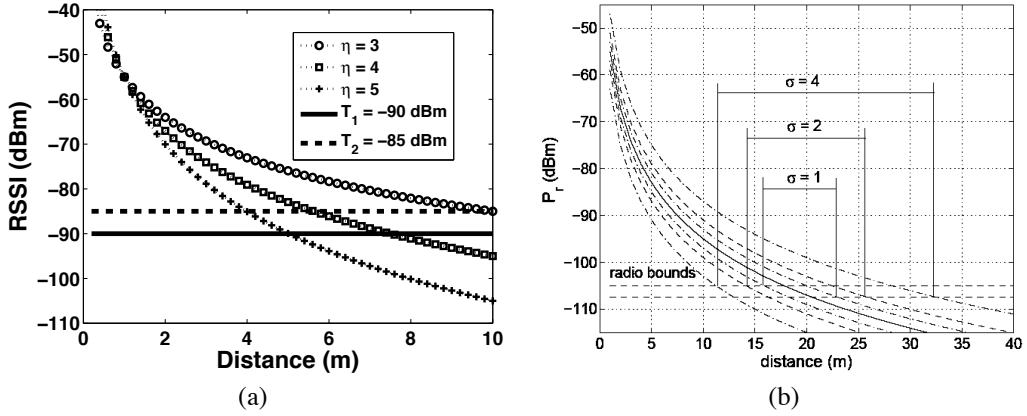 −40
−50
−60
−70
−80
−90
−100
−110
RSSI (dBm)
0
2
4
6
8
10
Distance (m)
η = 3
η = 4
η = 5
T₁ = −90 dBm
T₂ = −85 dBm
(a)
−50
−60
−70
−80
−90
−100
−110
P_r (dBm)
0
5
10
15
20
25
30
35
40
distance (m)
σ = 4
σ = 2
σ = 1
radio bounds
(b)